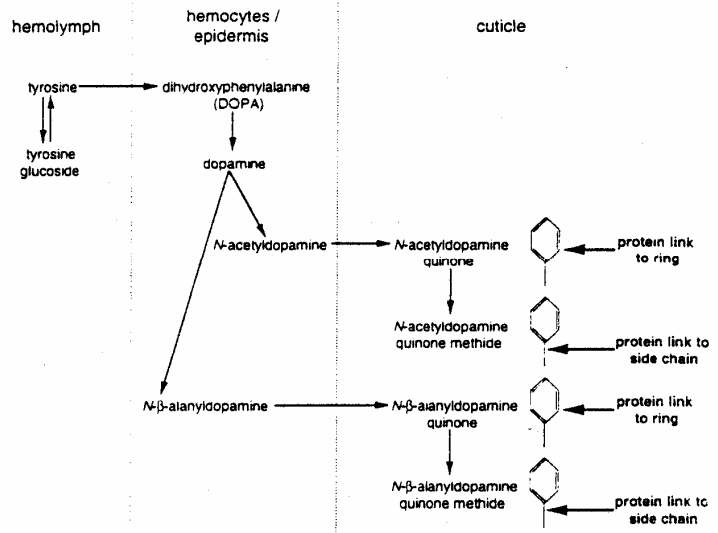 hemolymph
hemocytes /
epidermis
cuticle
tyrosine
dihydroxyphenylalanine
(DOPA)
tyrosine
glucoside
dopamine
N-acetyldopamine
N-acetyldopamine
quinone
protein link
to ring
N-acetyldopamine
quinone methide
protein link to
side chain
N-β-alanyldopamine
N-β-alanyldopamine
quinone
protein link
to ring
N-β-alanyldopamine
quinone methide
protein link to
side chain